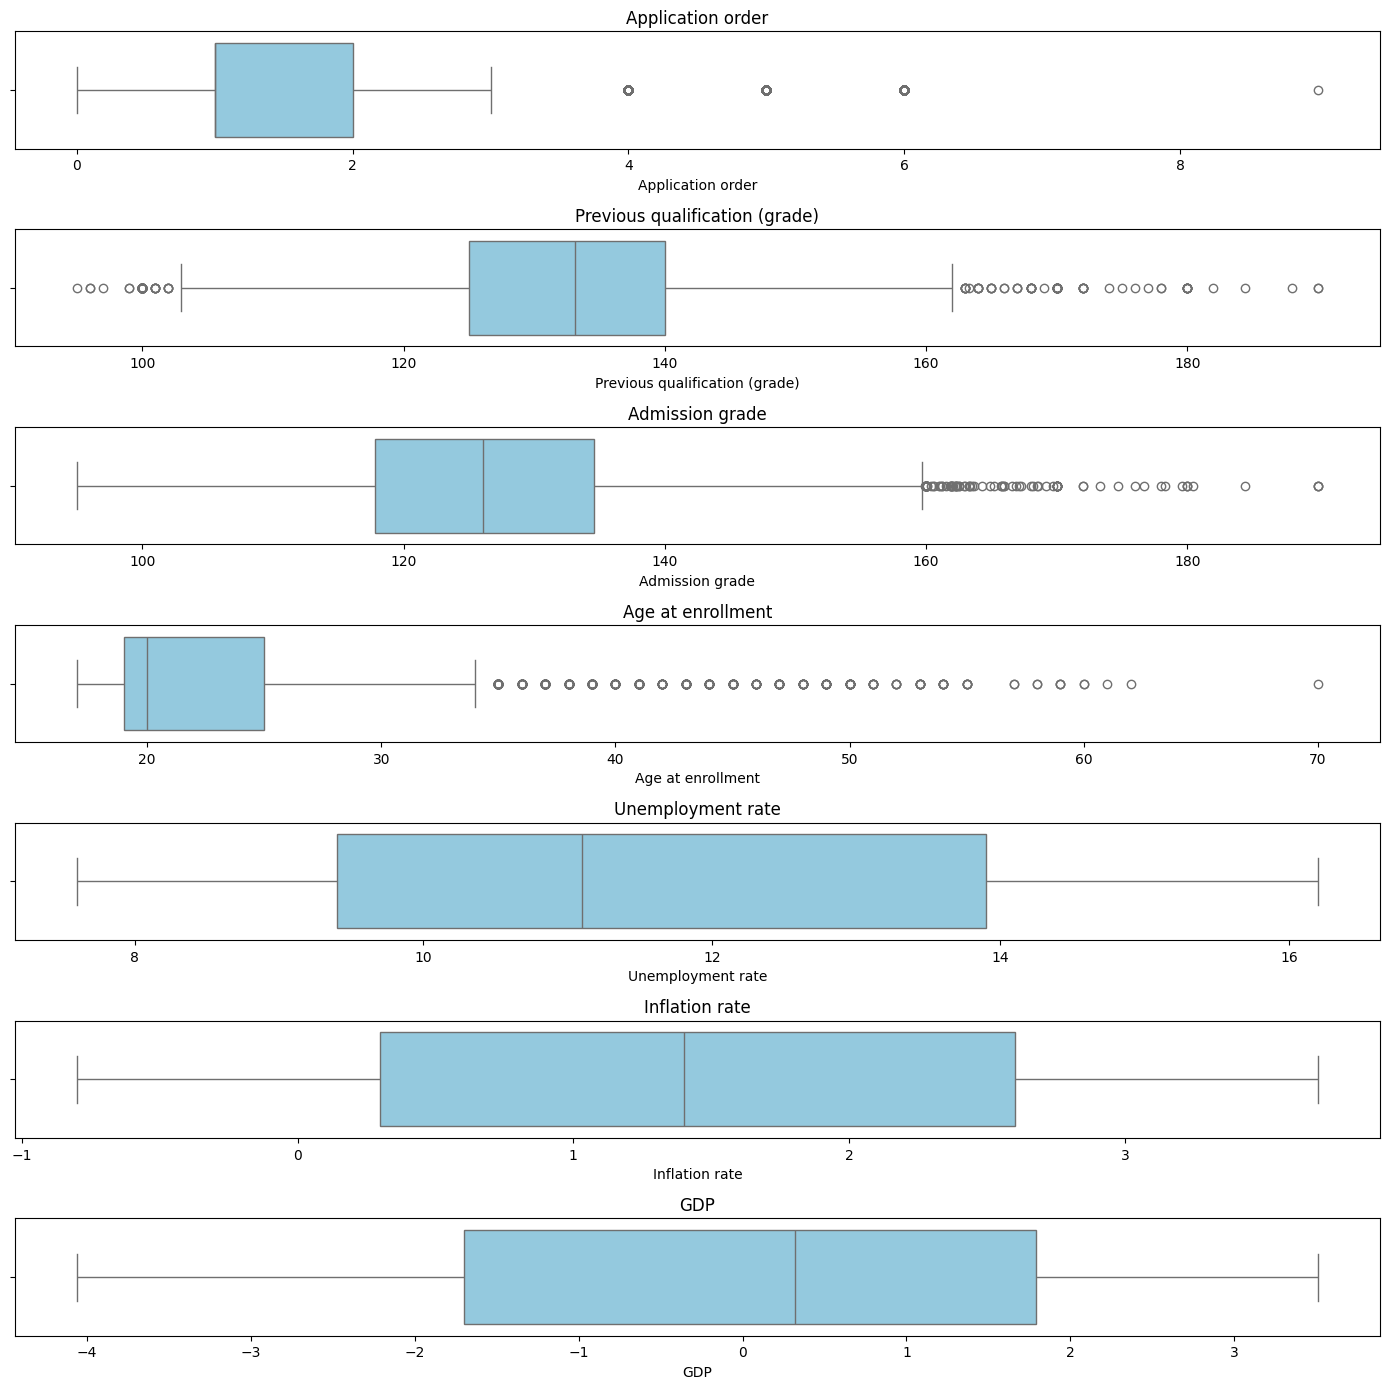 Application order
0 2 4 6 8
Application order
Previous qualification (grade)
100 120 140 160 180
Previous qualification (grade)
Admission grade
100 120 140 160 180
Admission grade
Age at enrollment
20 30 40 50 60 70
Age at enrollment
Unemployment rate
8 10 12 14 16
Unemployment rate
Inflation rate
−1 0 1 2 3
Inflation rate
GDP
−4 −3 −2 −1 0 1 2 3
GDP